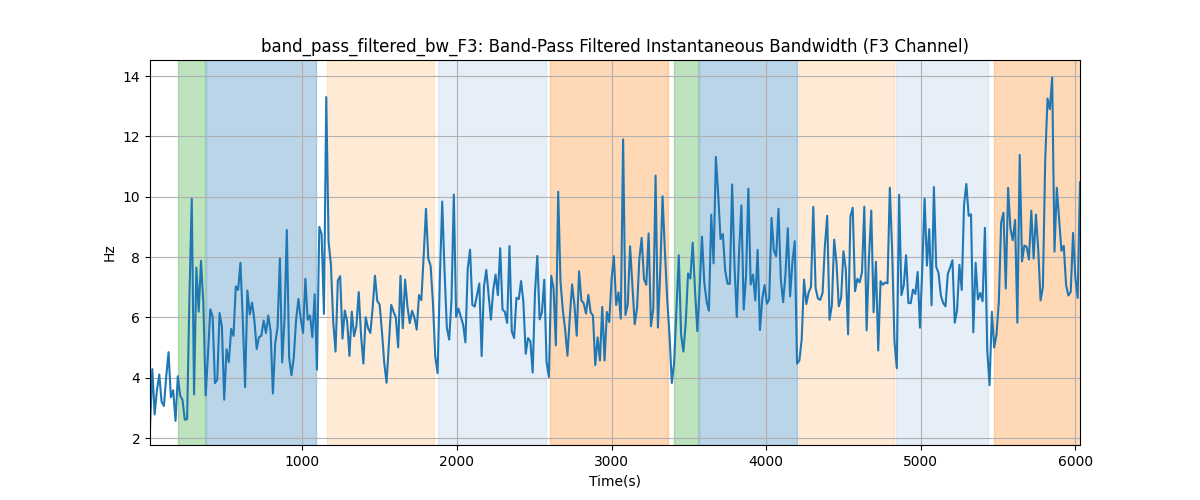 band_pass_filtered_bw_F3: Band-Pass Filtered Instantaneous Bandwidth (F3 Channel)
14
12
10
8
6
4
2
Hz
1000 2000 3000 4000 5000 6000
Time(s)